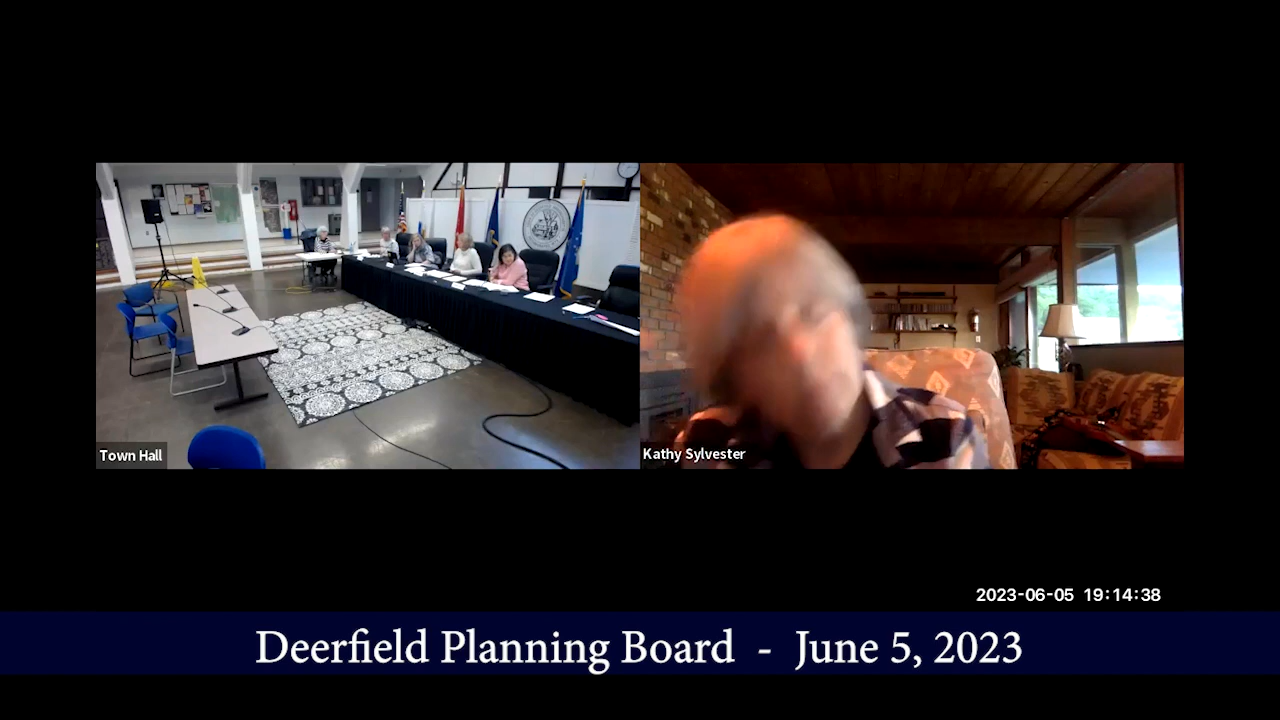 Town Hall
Kathy Sylvester
2023-06-05 19:14:38
Deerfield Planning Board - June 5, 2023